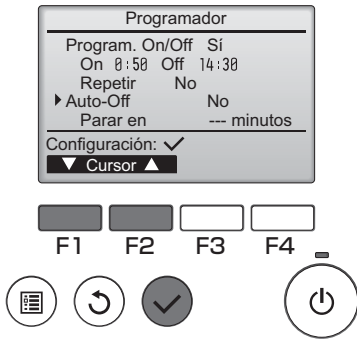 Programador
Program. On/Off Sí
On 0:50 Off 14:30
Repetir No
Auto-Off No
Parar en --- minutos
Configuración:
Cursor
F1 F2 F3 F4